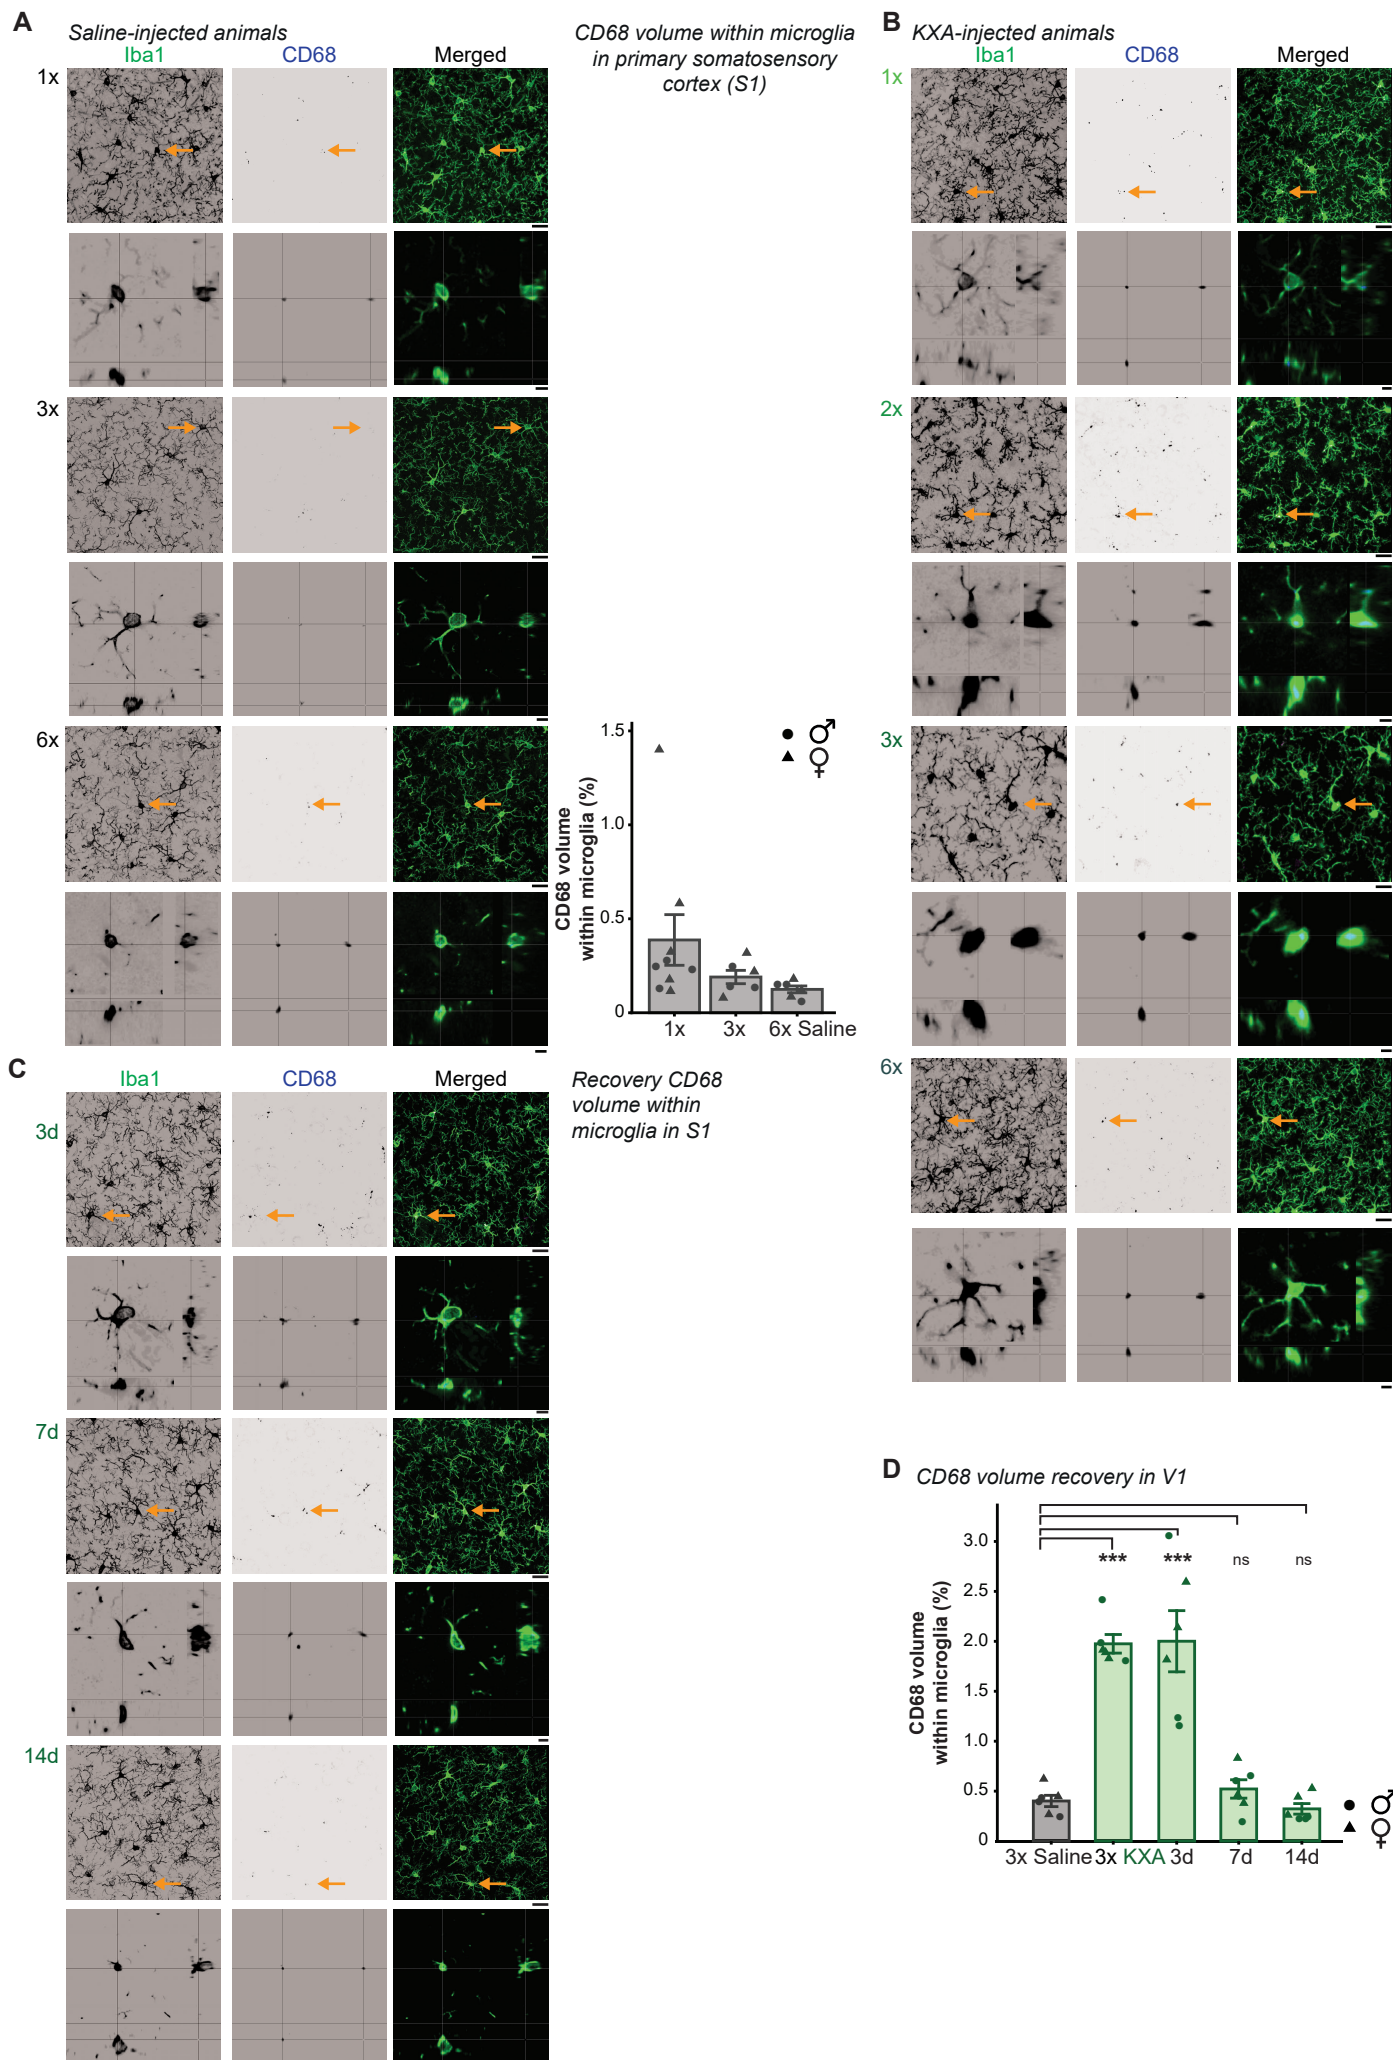 A
Saline-injected animals
Iba1 CD68 Merged
1x
3x
6x
CD68 volume within microglia
in primary somatosensory
cortex (S1)
CD68 volume
within microglia (%)
1.5
1.0
0.5
0
1x 3x 6x Saline
B
KXA-injected animals
Iba1 CD68 Merged
1x
2x
3x
6x
C
Iba1 CD68 Merged
3d
7d
14d
Recovery CD68
volume within
microglia in S1
D
CD68 volume recovery in V1
CD68 volume
within microglia (%)
3.0
2.5
2.0
1.5
1.0
0.5
0
*** *** ns ns
3x Saline 3x KXA 3d 7d 14d